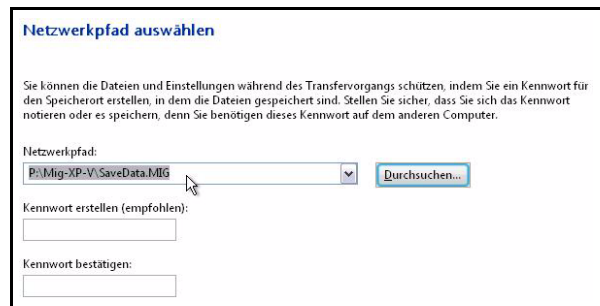 Netzwerkpfad auswählen
Sie können die Dateien und Einstellungen während des Transfervorgangs schützen, indem Sie ein Kennwort für
den Speicherort erstellen, in dem die Dateien gespeichert sind. Stellen Sie sicher, dass Sie sich das Kennwort
notieren oder es speichern, denn Sie benötigen dieses Kennwort auf dem anderen Computer.
Netzwerkpfad:
P:\Mig-XP-V\SaveData.MIG
Durchsuchen...
Kennwort erstellen (empfohlen):
Kennwort bestätigen: